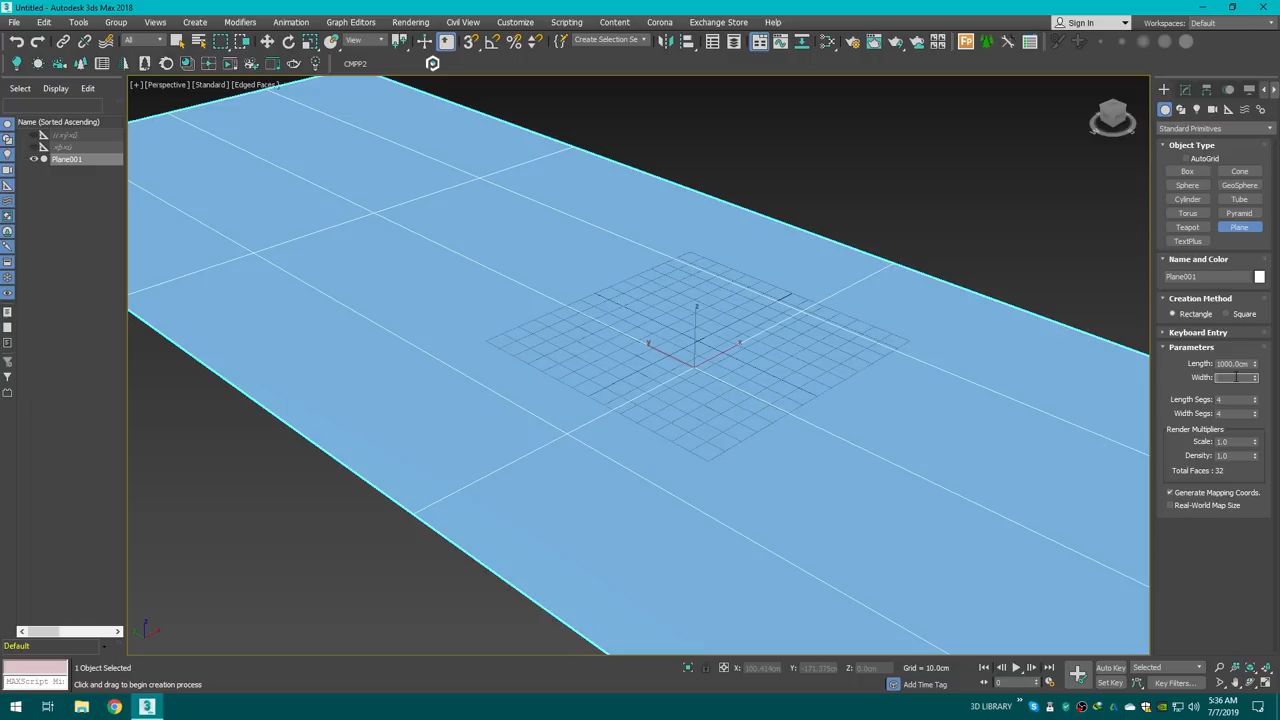 Untitled - Autodesk 3ds Max 2018
File Edit Tools Group Views Create Modifiers Animation Graph Editors Rendering Civil View Customize Scripting Content Corona Exchange Store Help
Sign In Workspaces: Default
All View Create Selection Se
CMPP2
Select Display Edit
[+] [Perspective] [Standard] [Edged Faces]
Name (Sorted Ascending)
Plane001
Standard Primitives
Object Type
AutoGrid
Box Cone
Sphere GeoSphere
Cylinder Tube
Torus Pyramid
Teapot Plane
TextPlus
Name and Color
Plane001
Creation Method
Rectangle Square
Keyboard Entry
Parameters
Length: 1000.0cm
Width:
Length Segs: 4
Width Segs: 4
Render Multipliers
Scale: 1.0
Density: 1.0
Total Faces : 32
Generate Mapping Coords.
Real-World Map Size
z
y x
Default
1 Object Selected
X: 100.414cm Y: -171.375cm Z: 0.0cm Grid = 10.0cm
Auto Key Selected
MAXScript Mi
Click and drag to begin creation process
Add Time Tag
0
Set Key Key Filters...
3D LIBRARY
5:36 AM
7/7/2019